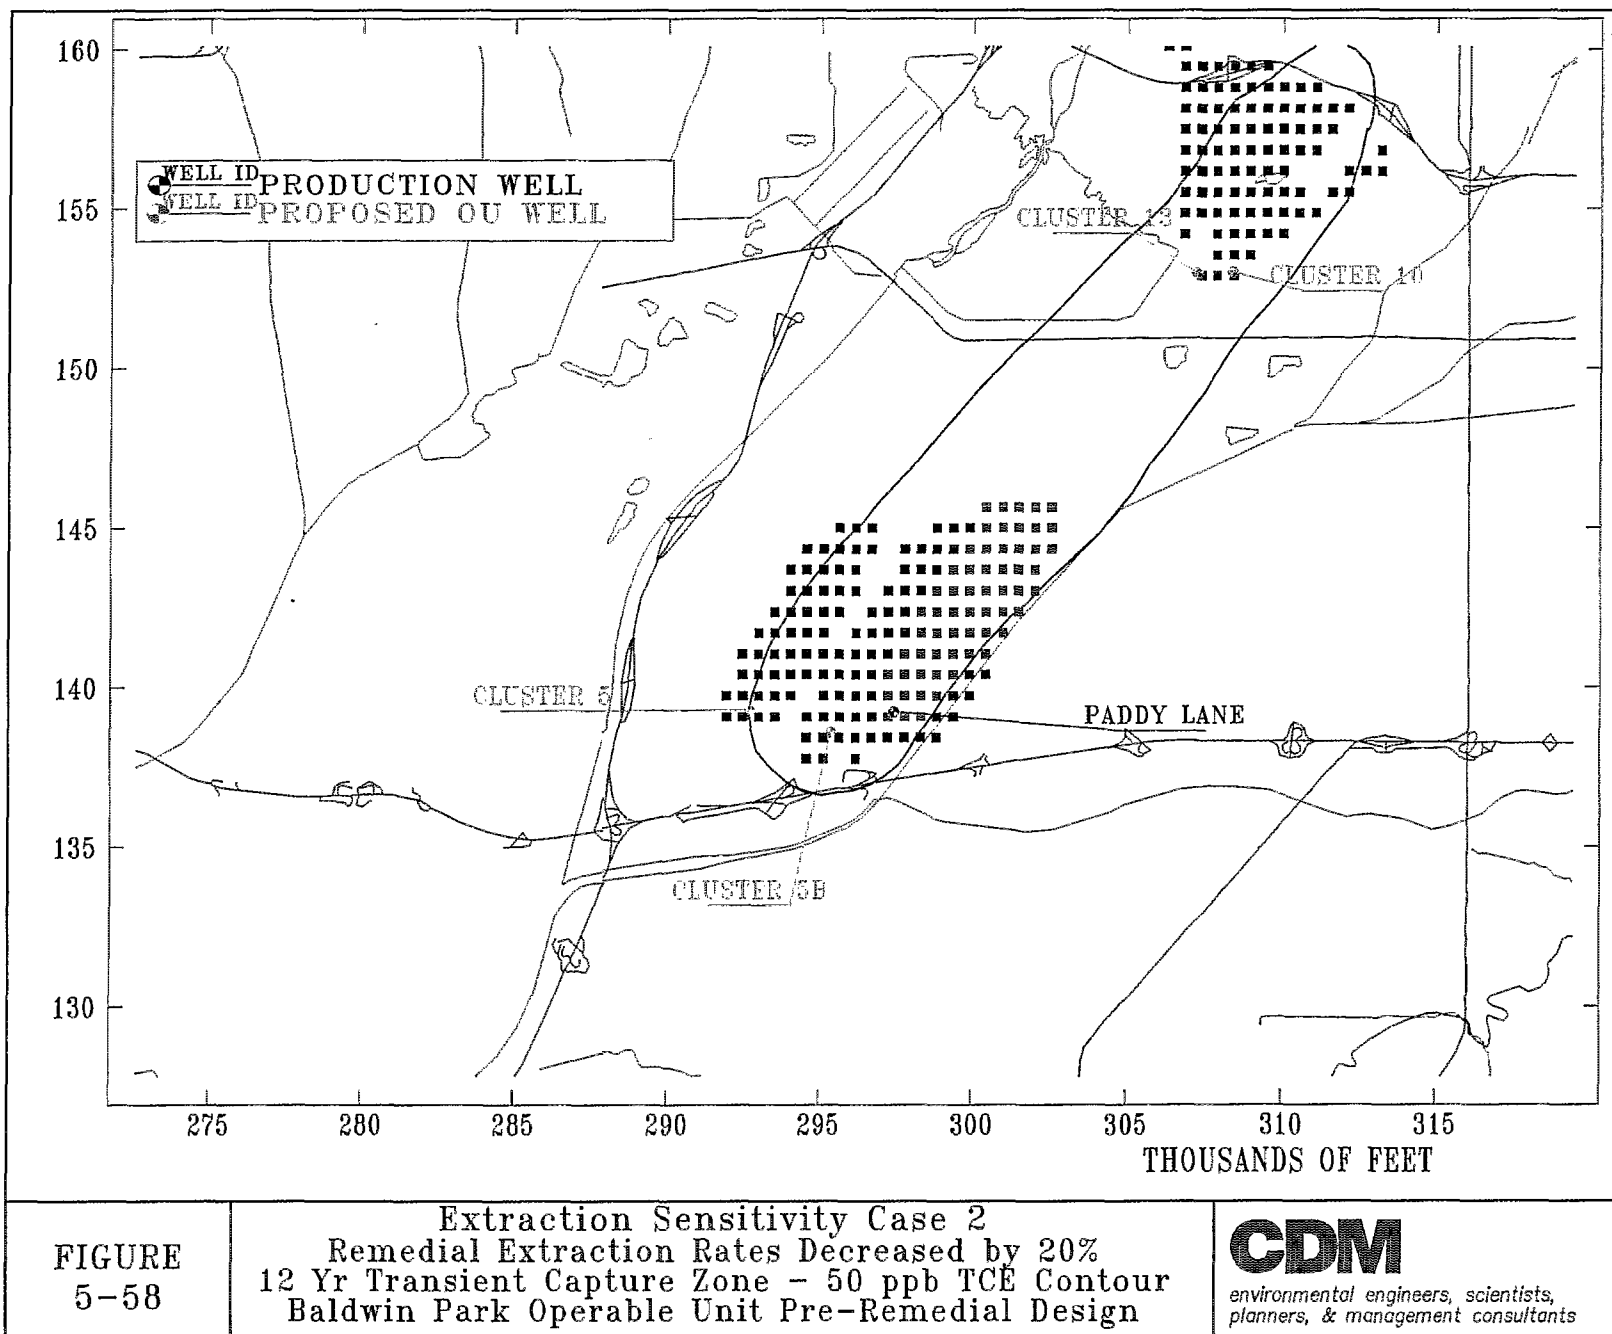 160
155
150
145
140
135
130
WELL ID PRODUCTION WELL
WELL ID PROPOSED OU WELL
CLUSTER 13
CLUSTER 10
CLUSTER 5
PADDY LANE
CLUSTER 5B
275 280 285 290 295 300 305 310 315
THOUSANDS OF FEET
FIGURE
5-58
Extraction Sensitivity Case 2
Remedial Extraction Rates Decreased by 20%
12 Yr Transient Capture Zone - 50 ppb TCE Contour
Baldwin Park Operable Unit Pre-Remedial Design
CDM
environmental engineers, scientists,
planners, & management consultants